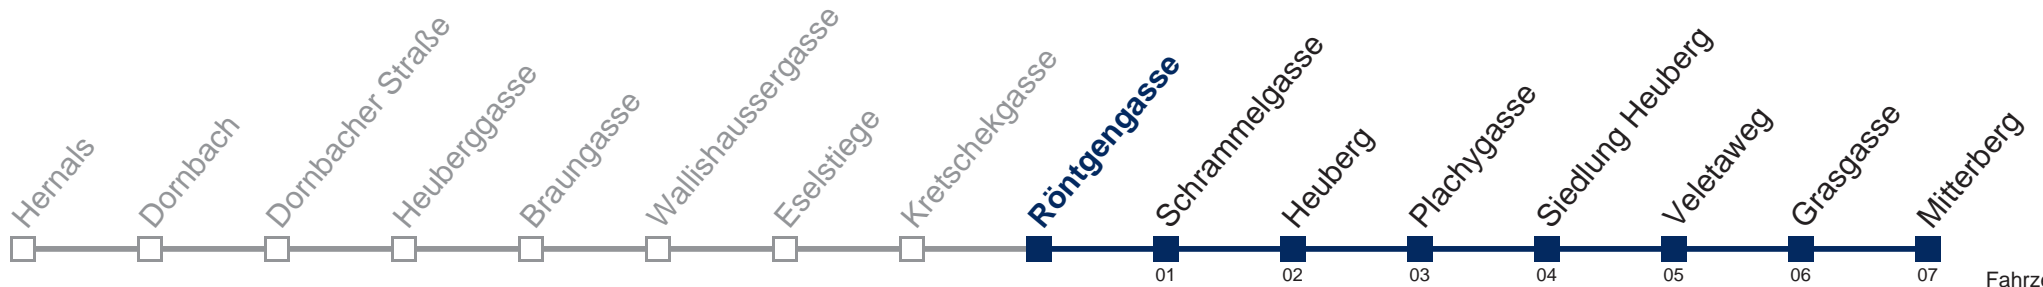 Hernals
Dornbach
Dornbacher Straße
Heuberggasse
Braungasse
Wallishaussergasse
Eselstiege
Kretschekgasse
Röntgengasse
Schrammelgasse
Heuberg
Plachygasse
Siedlung Heuberg
Veletaweg
Grasgasse
Mitterberg
01 02 03 04 05 06 07